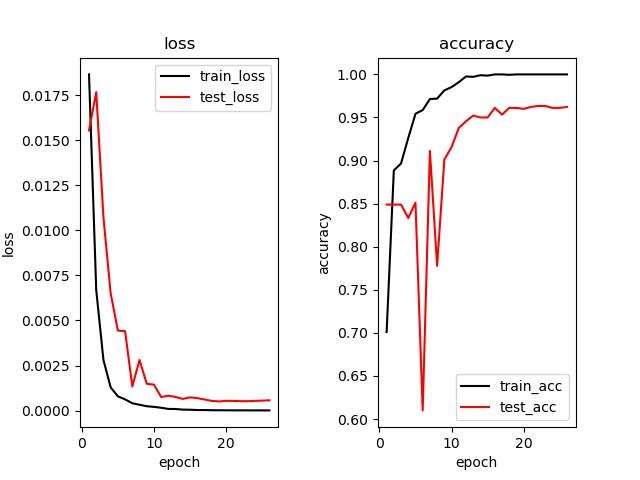 loss
train_loss
test_loss
0.0175
0.0150
0.0125
0.0100
0.0075
0.0050
0.0025
0.0000
loss
0
10
20
epoch
accuracy
1.00
0.95
0.90
0.85
0.80
0.75
0.70
0.65
0.60
accuracy
train_acc
test_acc
0
10
20
epoch